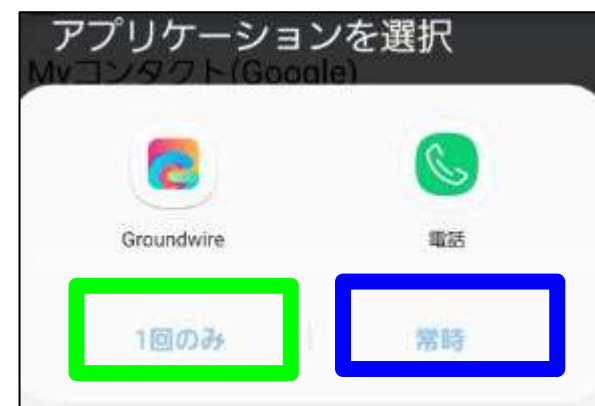 アプリケーションを選択
Myコンタクト(Google)
Groundwire
電話
1回のみ
常時